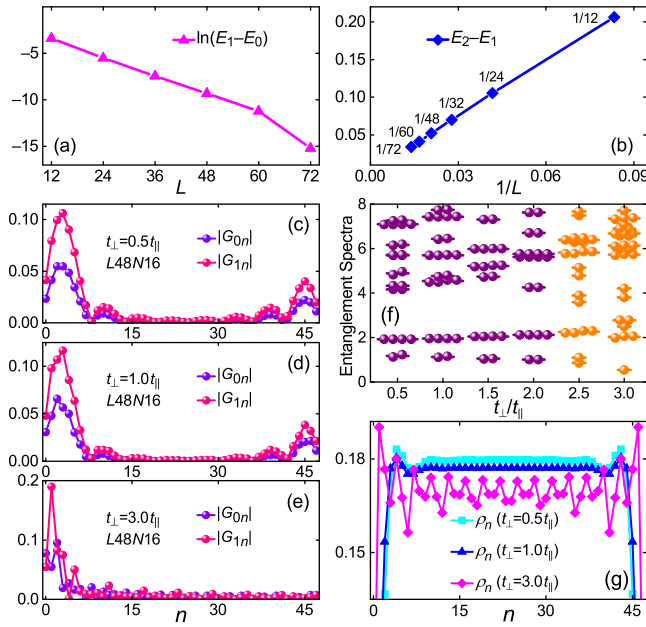 (a)
ln(E₁–E₀)
−5
−10
−15
12 24 36 48 60 72
L
(b)
E₂–E₁
0.20
0.15
0.10
0.05
1/12
1/24
1/32
1/48
1/60
1/72
0.00 0.03 0.06 0.09
1/L
(c)
0.10
0.05
0.00
t⊥=0.5t∥
L48N16
|G₀ₙ|
|G₁ₙ|
(d)
0.10
0.05
0.00
t⊥=1.0t∥
L48N16
|G₀ₙ|
|G₁ₙ|
(e)
0.2
0.1
0.0
t⊥=3.0t∥
L48N16
|G₀ₙ|
|G₁ₙ|
0 15 30 45
n
Entanglement Spectra
8
6
4
2
0
(f)
0.5 1.0 1.5 2.0 2.5 3.0
t⊥/t∥
0.18
0.15
ρₙ (t⊥=0.5t∥)
ρₙ (t⊥=1.0t∥)
ρₙ (t⊥=3.0t∥)
(g)
0 15 30 45
n